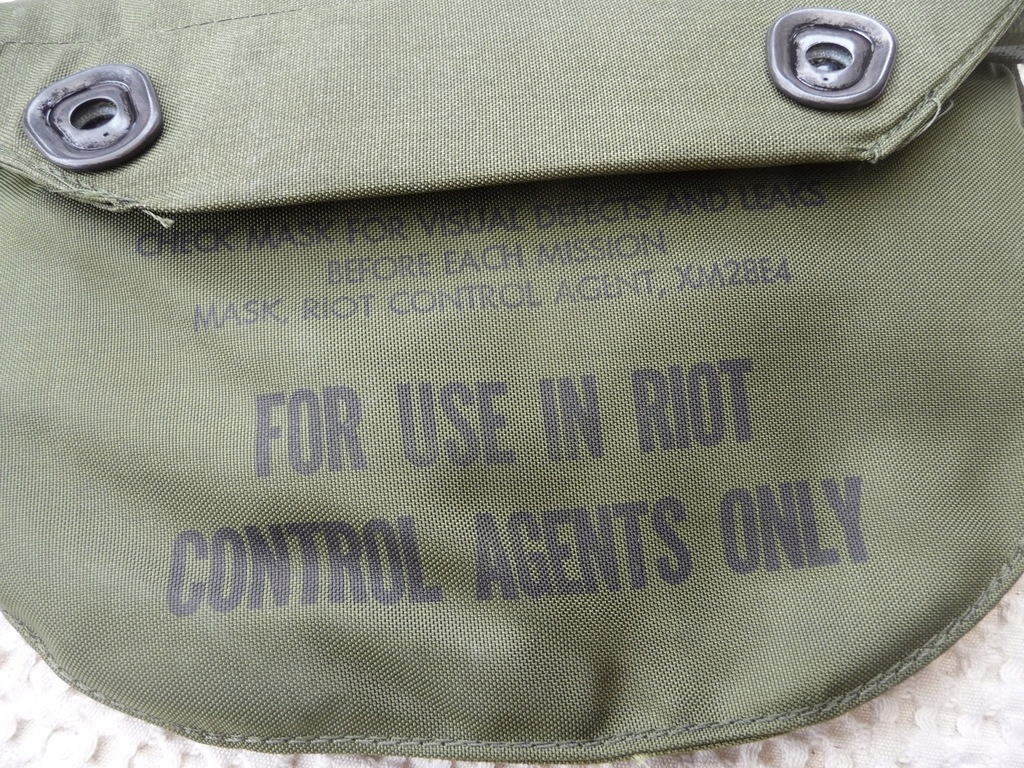 CHECK MASK FOR VISUAL DEFECTS AND LEAKS
BEFORE EACH MISSION
MASK, RIOT CONTROL AGENT, XM28E4
FOR USE IN RIOT
CONTROL AGENTS ONLY